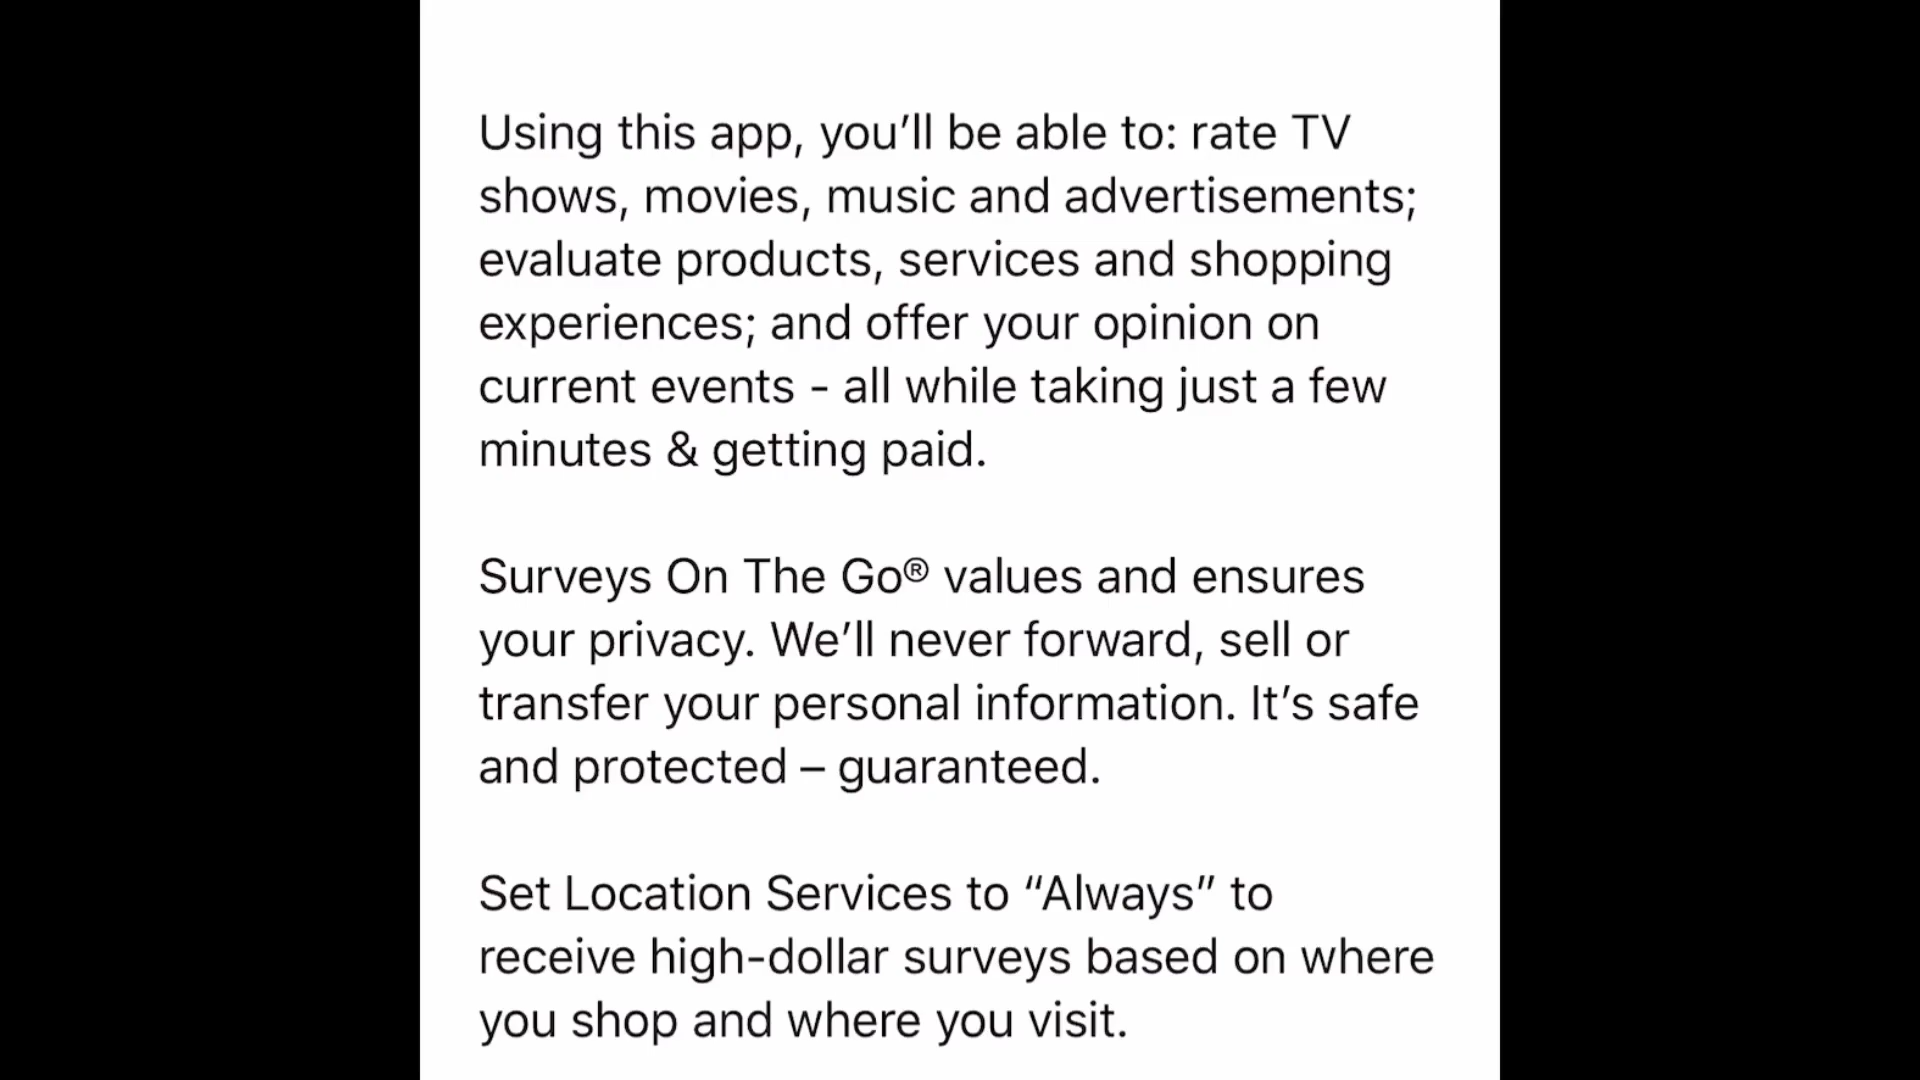 Using this app, you’ll be able to: rate TV
shows, movies, music and advertisements;
evaluate products, services and shopping
experiences; and offer your opinion on
current events - all while taking just a few
minutes & getting paid.
Surveys On The Go® values and ensures
your privacy. We’ll never forward, sell or
transfer your personal information. It’s safe
and protected – guaranteed.
Set Location Services to “Always” to
receive high-dollar surveys based on where
you shop and where you visit.